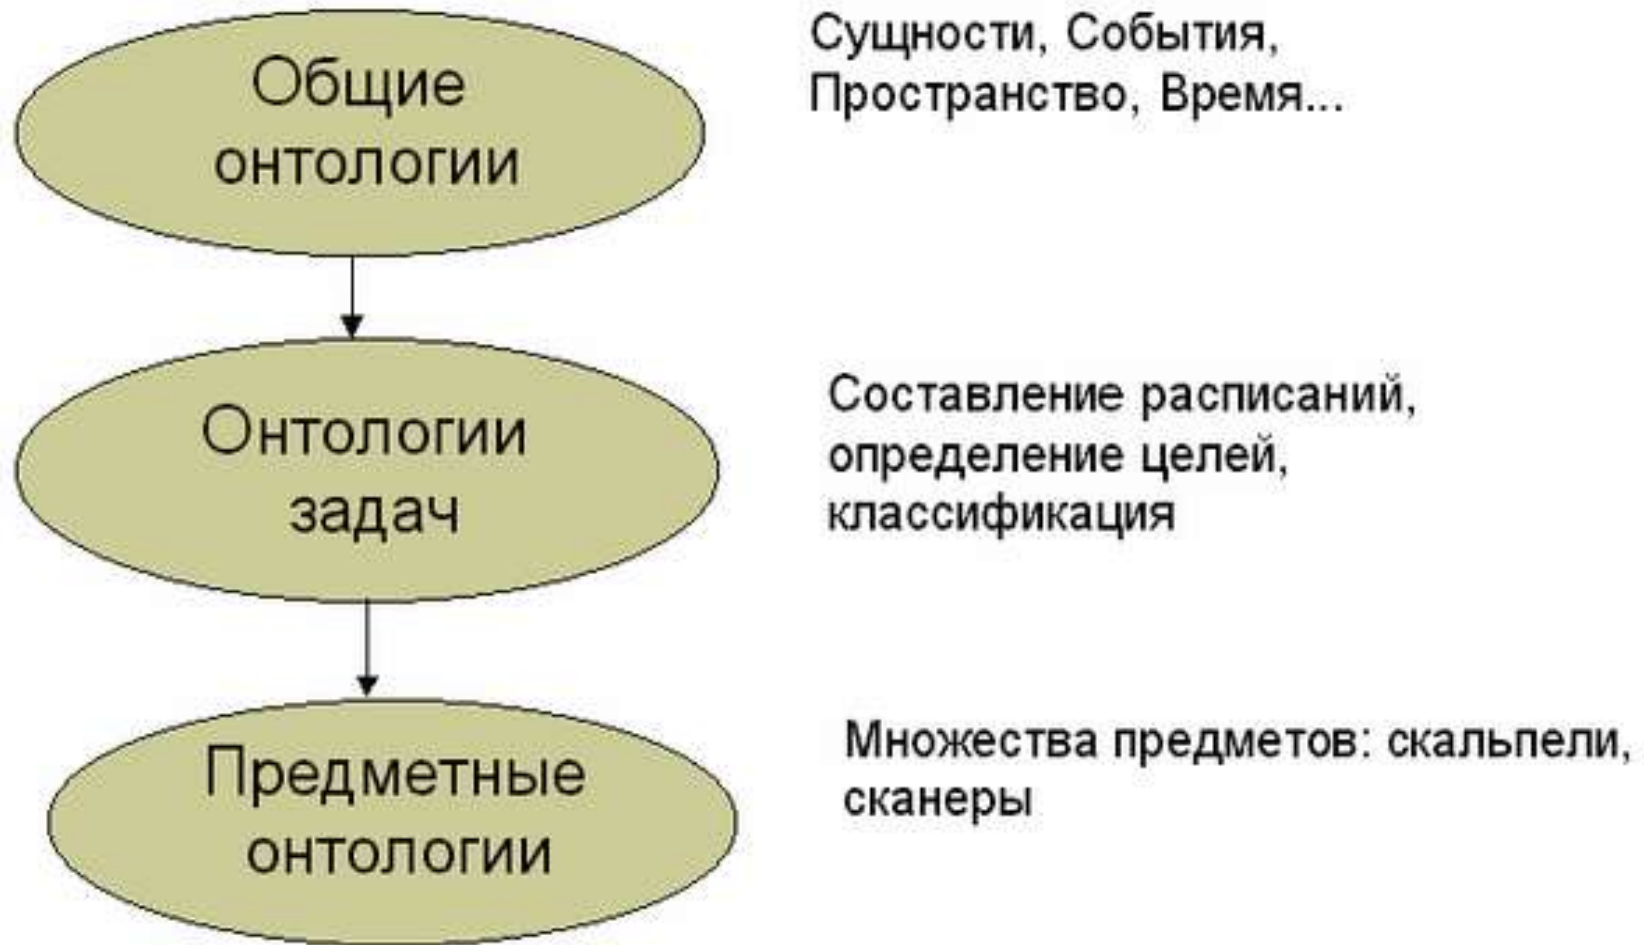 Общие
онтологии
Сущности, События,
Пространство, Время...
Онтологии
задач
Составление расписаний,
определение целей,
классификация
Предметные
онтологии
Множества предметов: скальпели,
сканеры